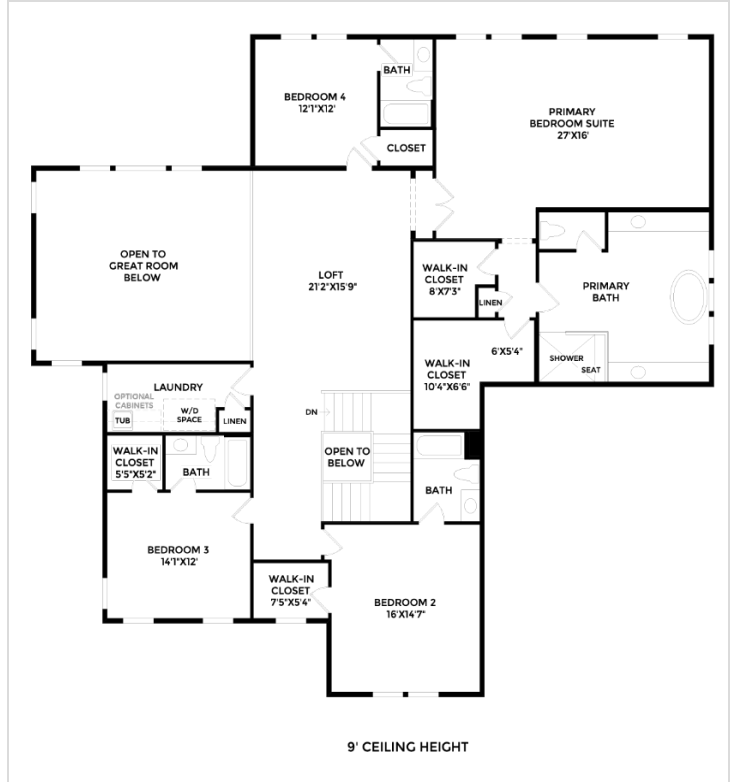 BATH
BEDROOM 4
12'1"X12'
PRIMARY
BEDROOM SUITE
27'X16'
CLOSET
OPEN TO
GREAT ROOM
BELOW
LOFT
21'2"X15'9"
WALK-IN
CLOSET
8'X7'3"
LINEN
PRIMARY
BATH
6'X5'4"
SHOWER
SEAT
WALK-IN
CLOSET
10'4"X6'6"
LAUNDRY
OPTIONAL
CABINETS
TUB
W/D
SPACE
LINEN
DN
OPEN TO
BELOW
WALK-IN
CLOSET
5'5"X5'2"
BATH
BATH
BEDROOM 3
14'1"X12'
WALK-IN
CLOSET
7'5"X5'4"
BEDROOM 2
16'X14'7"
9' CEILING HEIGHT